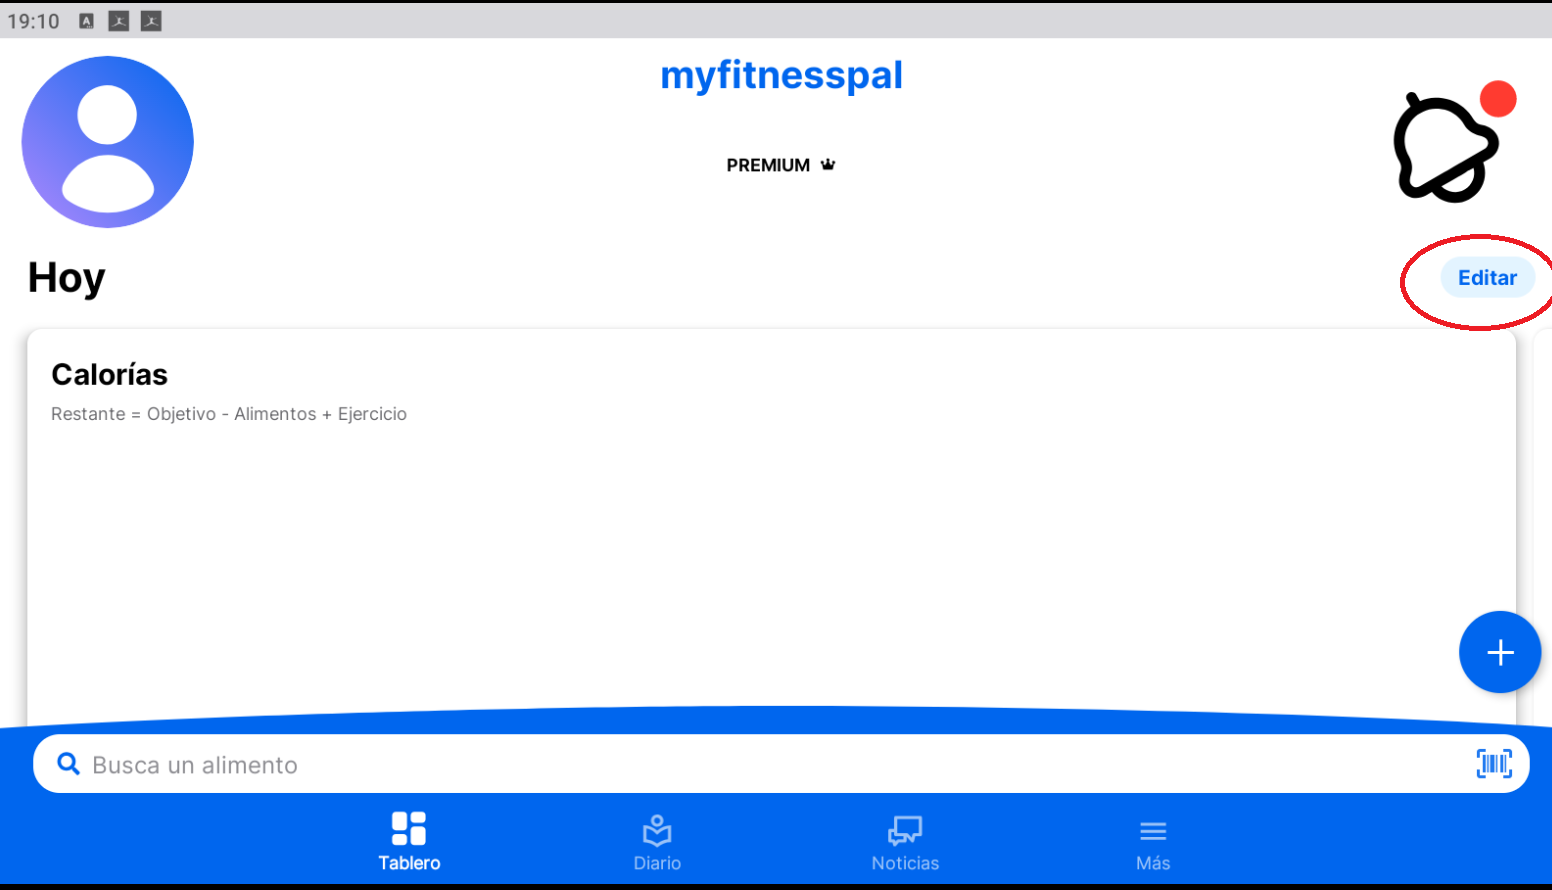 19:10
myfitnesspal
PREMIUM
Hoy
Editar
Calorías
Restante = Objetivo - Alimentos + Ejercicio
Busca un alimento
Tablero
Diario
Noticias
Más